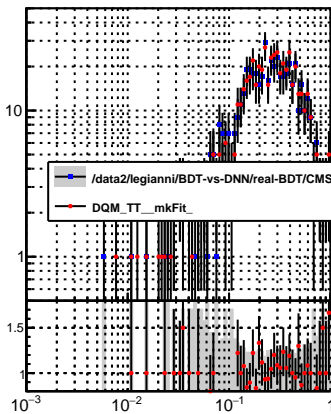 10
/data2/legianni/BDT-vs-DNN/real-BDT/CMS
DQM_TT__mkFit_
1
1.5
1
10⁻³ 10⁻² 10⁻¹ 1